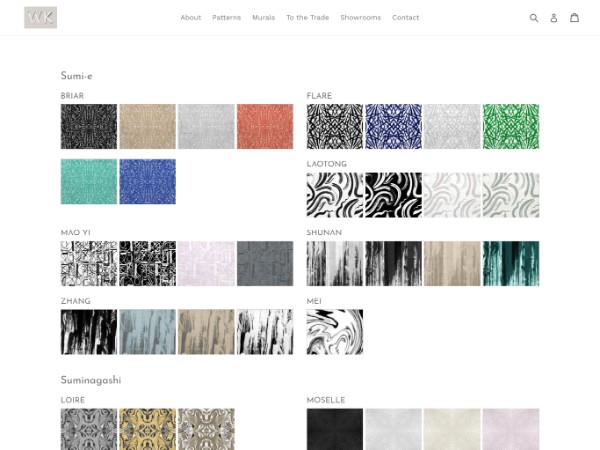 WK
About Patterns Murals To the Trade Showrooms Contact
Sumi-e
BRIAR
FLARE
LAOTONG
MAO YI
SHUNAN
ZHANG
MEI
Suminagashi
LOIRE
MOSELLE